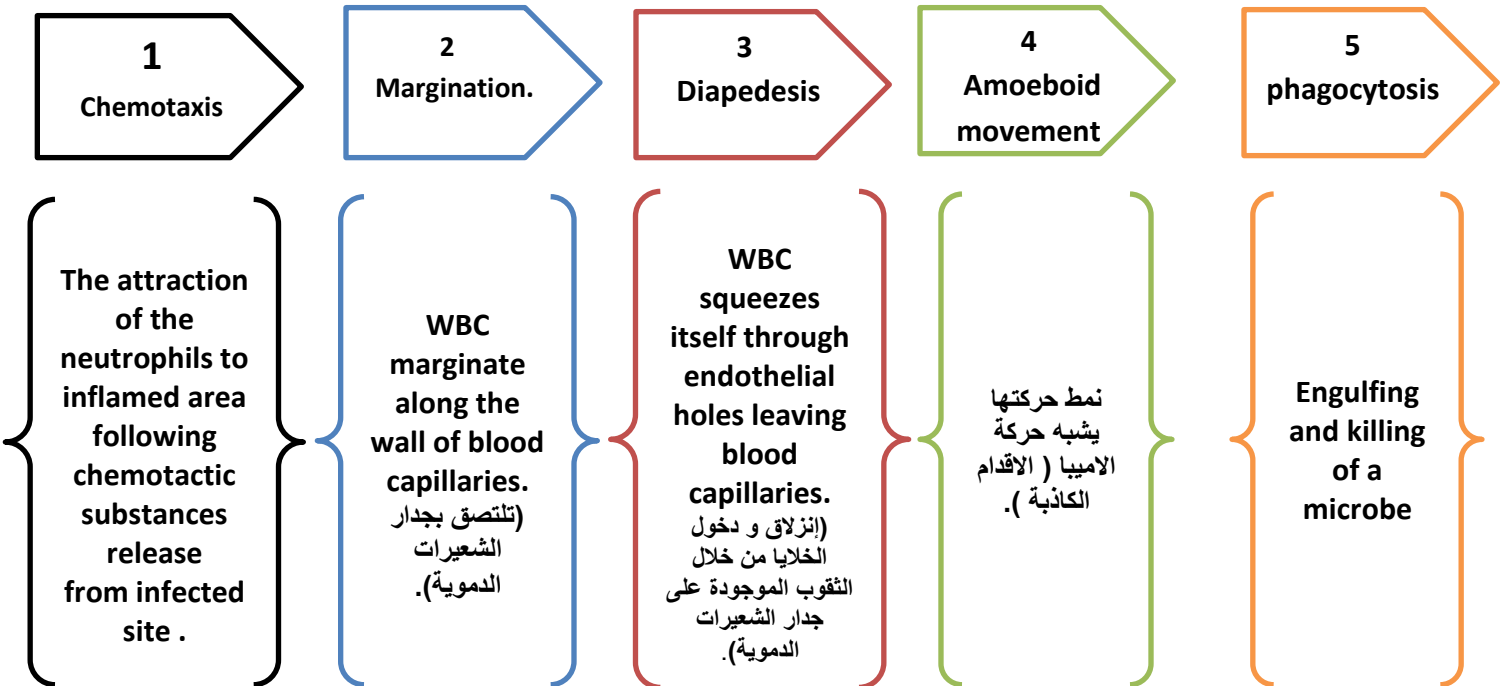 1
Chemotaxis
2
Margination.
3
Diapedesis
4
Amoeboid
movement
5
phagocytosis
The attraction
of the
neutrophils to
inflamed area
following
chemotactic
substances
release
from infected
site .
WBC
marginate
along the
wall of blood
capillaries.
(تلتصق بجدار
الشعيرات
الدموية).
WBC
squeezes
itself through
endothelial
holes leaving
blood
capillaries.
(إنزلاق و دخول
الخلايا من خلال
الثقوب الموجودة على
جدار الشعيرات
الدموية).
نمط حركتها
يشبه حركة
الاميبا ( الاقدام
الكاذبة ).
Engulfing
and killing
of a
microbe